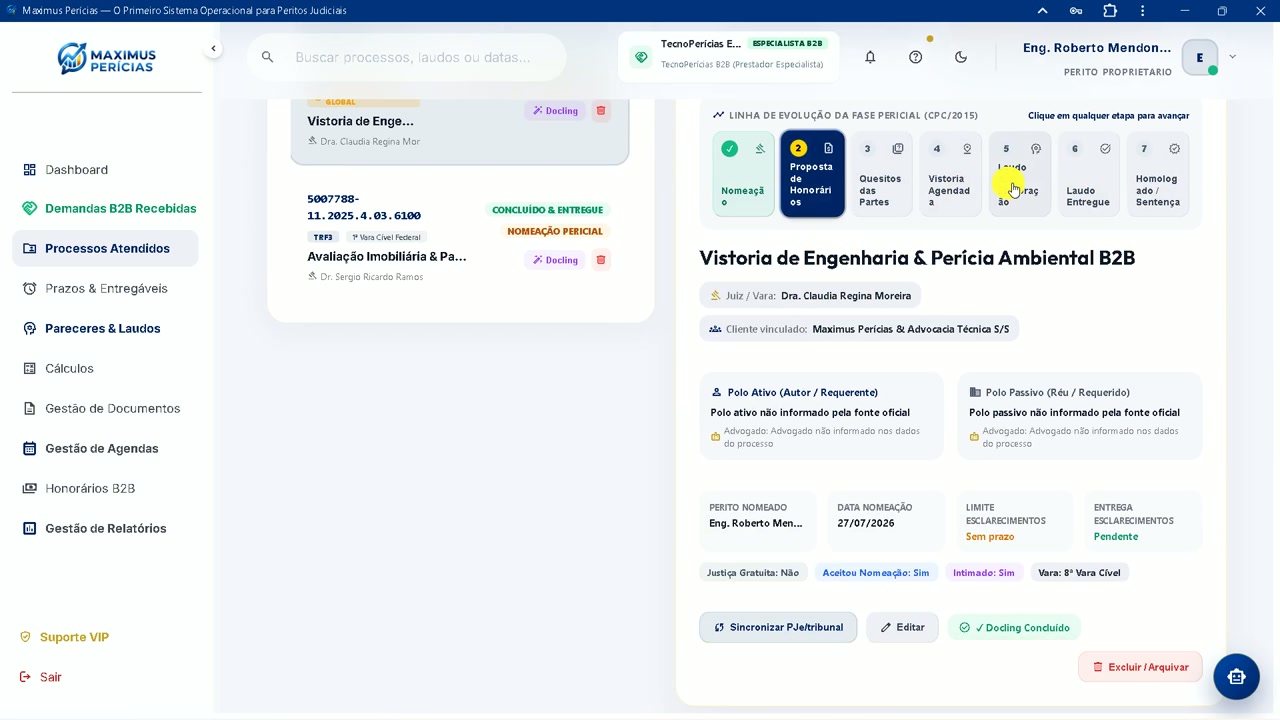 Maximus Perícias — O Primeiro Sistema Operacional para Peritos Judiciais
MAXIMUS
PERÍCIAS
Buscar processos, laudos ou datas...
TecnoPerícias E... ESPECIALISTA B2B
TecnoPerícias B2B (Prestador Especialista)
Eng. Roberto Mendon...
PERITO PROPRIETARIO
E
Dashboard
Demandas B2B Recebidas
Processos Atendidos
Prazos & Entregáveis
Pareceres & Laudos
Cálculos
Gestão de Documentos
Gestão de Agendas
Honorários B2B
Gestão de Relatórios
Suporte VIP
Sair
GLOBAL
Vistoria de Enge...
Docling
Dra. Claudia Regina Mor
5007788-
11.2025.4.03.6100
CONCLUÍDO & ENTREGUE
TRF3 1ª Vara Cível Federal
NOMEAÇÃO PERICIAL
Avaliação Imobiliária & Pa...
Docling
Dr. Sergio Ricardo Ramos
LINHA DE EVOLUÇÃO DA FASE PERICIAL (CPC/2015)
Clique em qualquer etapa para avançar
Nomeaçã
o
2
Proposta
de
Honorári
os
3
Quesitos
das
Partes
4
Vistoria
Agendad
a
5
Laudo
ão
6
Laudo
Entregue
7
Homolog
ado /
Sentença
Vistoria de Engenharia & Perícia Ambiental B2B
Juiz / Vara: Dra. Claudia Regina Moreira
Cliente vinculado: Maximus Perícias & Advocacia Técnica S/S
Polo Ativo (Autor / Requerente)
Polo ativo não informado pela fonte oficial
Advogado: Advogado não informado nos dados
do processo
Polo Passivo (Réu / Requerido)
Polo passivo não informado pela fonte oficial
Advogado: Advogado não informado nos dados
do processo
PERITO NOMEADO
Eng. Roberto Men...
DATA NOMEAÇÃO
27/07/2026
LIMITE
ESCLARECIMENTOS
Sem prazo
ENTREGA
ESCLARECIMENTOS
Pendente
Justiça Gratuita: Não
Aceitou Nomeação: Sim
Intimado: Sim
Vara: 8ª Vara Cível
Sincronizar PJe/tribunal
Editar
✓ Docling Concluído
Excluir / Arquivar